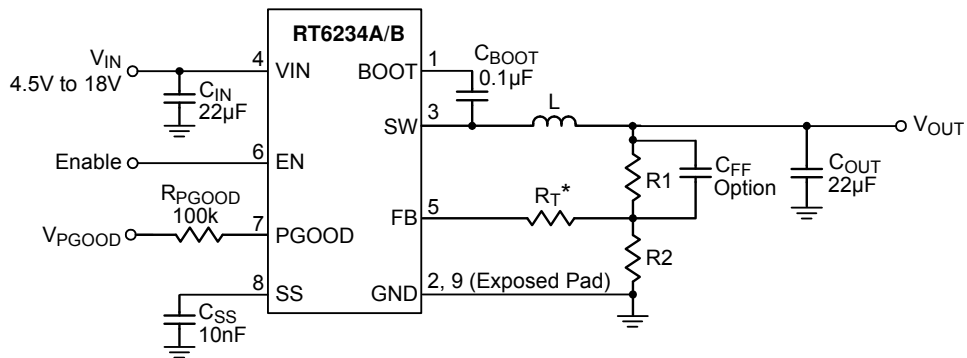 RT6234A/B
V_IN
4.5V to 18V
4
VIN
C_IN
22μF
BOOT
1
C_BOOT
0.1μF
SW
3
L
V_OUT
Enable
6
EN
R1
C_FF
Option
C_OUT
22μF
R_PGOOD
100k
V_PGOOD
7
PGOOD
FB
5
R_T*
R2
8
SS
C_SS
10nF
GND
2, 9 (Exposed Pad)